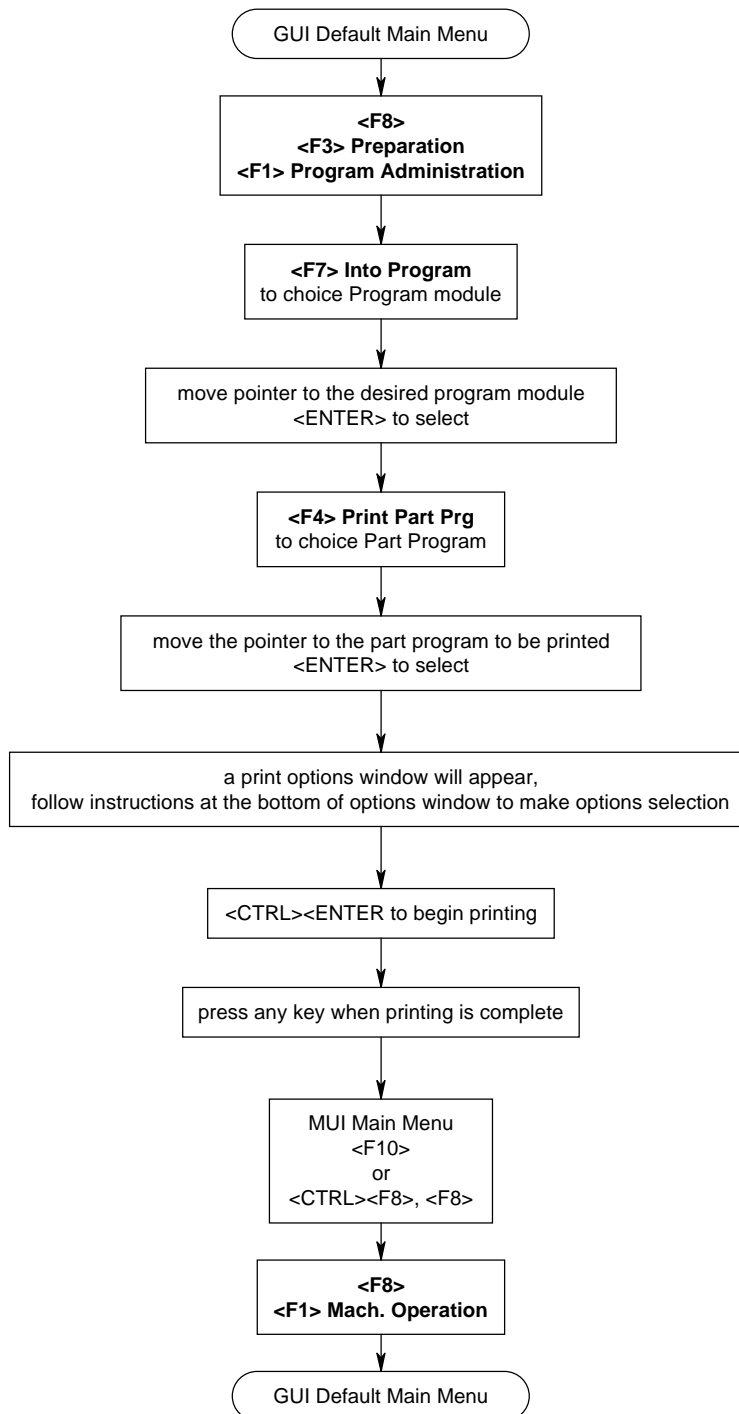 GUI Default Main Menu
<F8>
<F3> Preparation
<F1> Program Administration
<F7> Into Program
to choice Program module
move pointer to the desired program module
<ENTER> to select
<F4> Print Part Prg
to choice Part Program
move the pointer to the part program to be printed
<ENTER> to select
a print options window will appear,
follow instructions at the bottom of options window to make options selection
<CTRL><ENTER to begin printing
press any key when printing is complete
MUI Main Menu
<F10>
or
<CTRL><F8>, <F8>
<F8>
<F1> Mach. Operation
GUI Default Main Menu